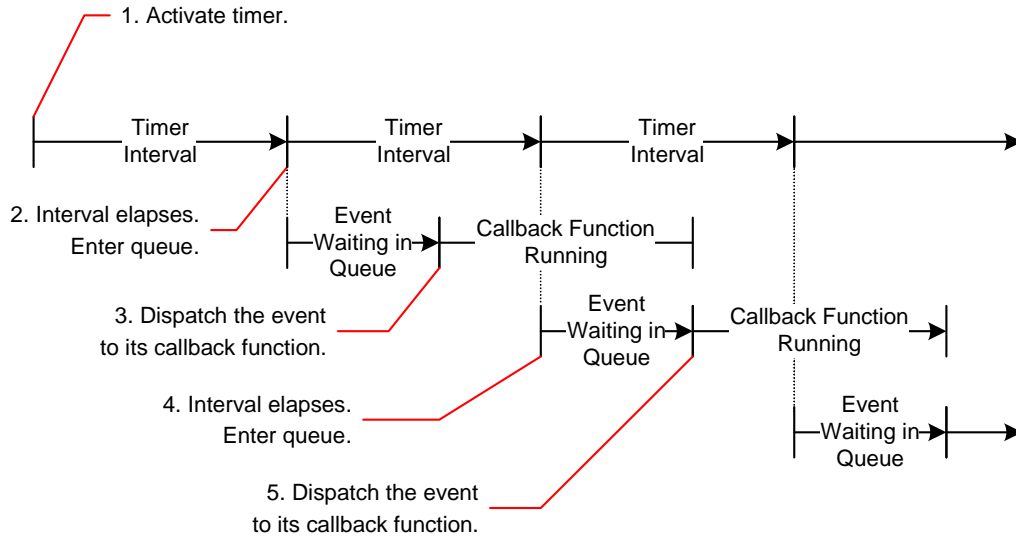 1. Activate timer.
Timer
Interval
Timer
Interval
Timer
Interval
2. Interval elapses.
Enter queue.
Event
Waiting in
Queue
Callback Function
Running
3. Dispatch the event
to its callback function.
Event
Waiting in
Queue
Callback Function
Running
4. Interval elapses.
Enter queue.
Event
Waiting in
Queue
5. Dispatch the event
to its callback function.